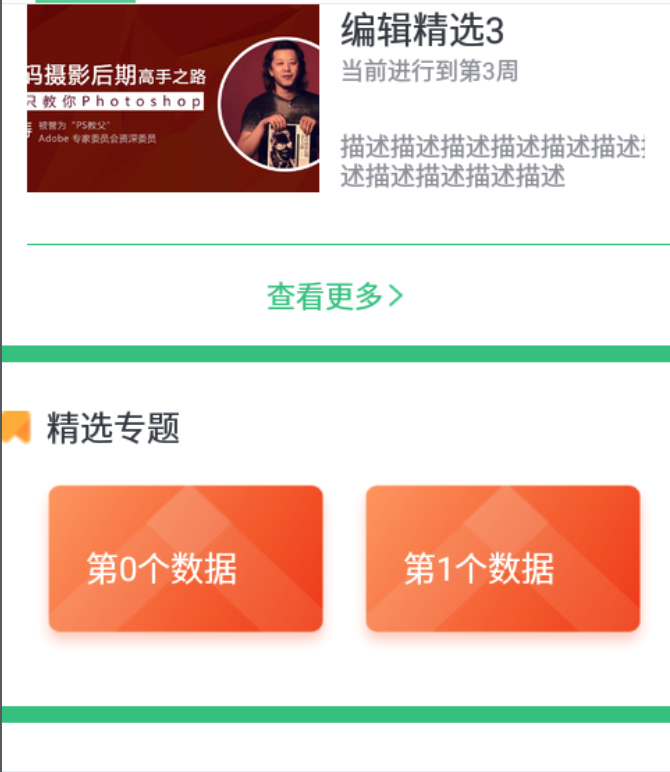 编辑精选3
当前进行到第3周
码摄影后期高手之路
只教你Photoshop
被誉为“PS教父”
Adobe 专家委员会资深委员
描述描述描述描述描述描述
述描述描述描述描述
查看更多>
精选专题
第0个数据
第1个数据